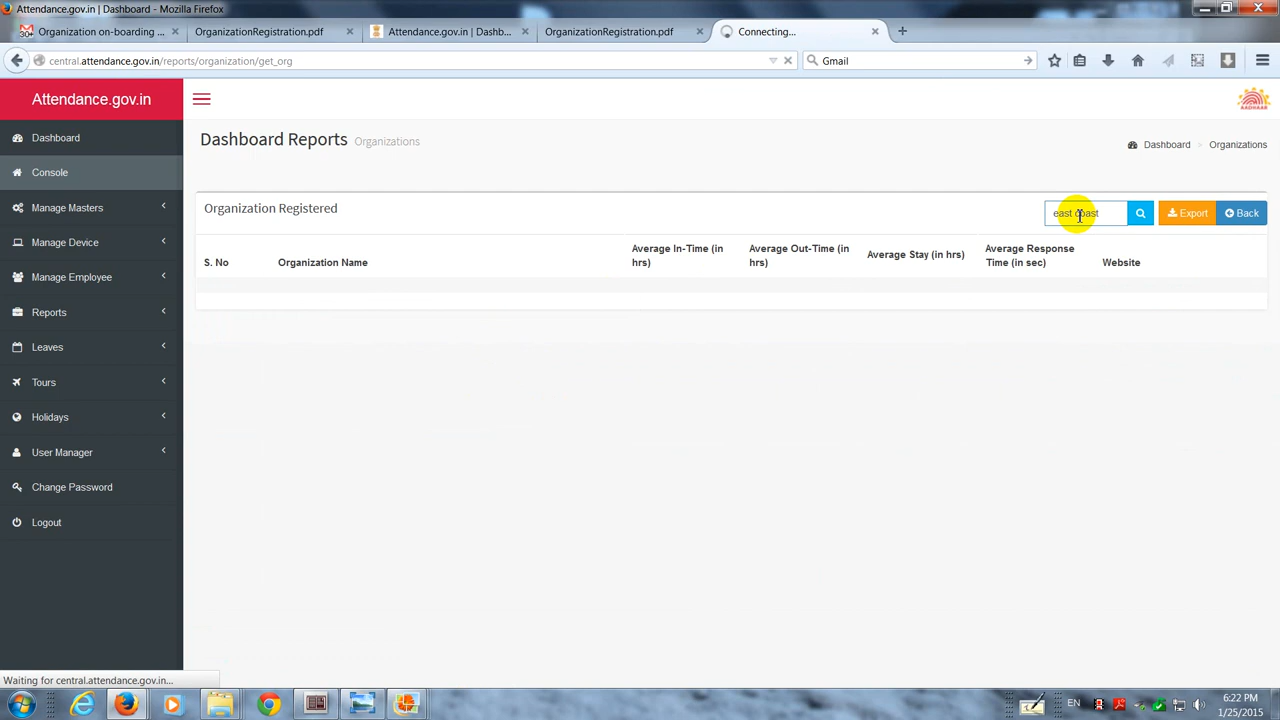 Attendance.gov.in | Dashboard - Mozilla Firefox
Organization on-boarding ...
OrganizationRegistration.pdf
Attendance.gov.in | Dashb...
OrganizationRegistration.pdf
Connecting...
central.attendance.gov.in/reports/organization/get_org
Gmail
Attendance.gov.in
AADHAAR
Dashboard Reports Organizations
Dashboard > Organizations
Dashboard
Console
Manage Masters
Manage Device
Manage Employee
Reports
Leaves
Tours
Holidays
User Manager
Change Password
Logout
Organization Registered
east coast
Export
Back
S. No
Organization Name
Average In-Time (in hrs)
Average Out-Time (in hrs)
Average Stay (in hrs)
Average Response Time (in sec)
Website
Waiting for central.attendance.gov.in...
EN
6:22 PM
1/25/2015